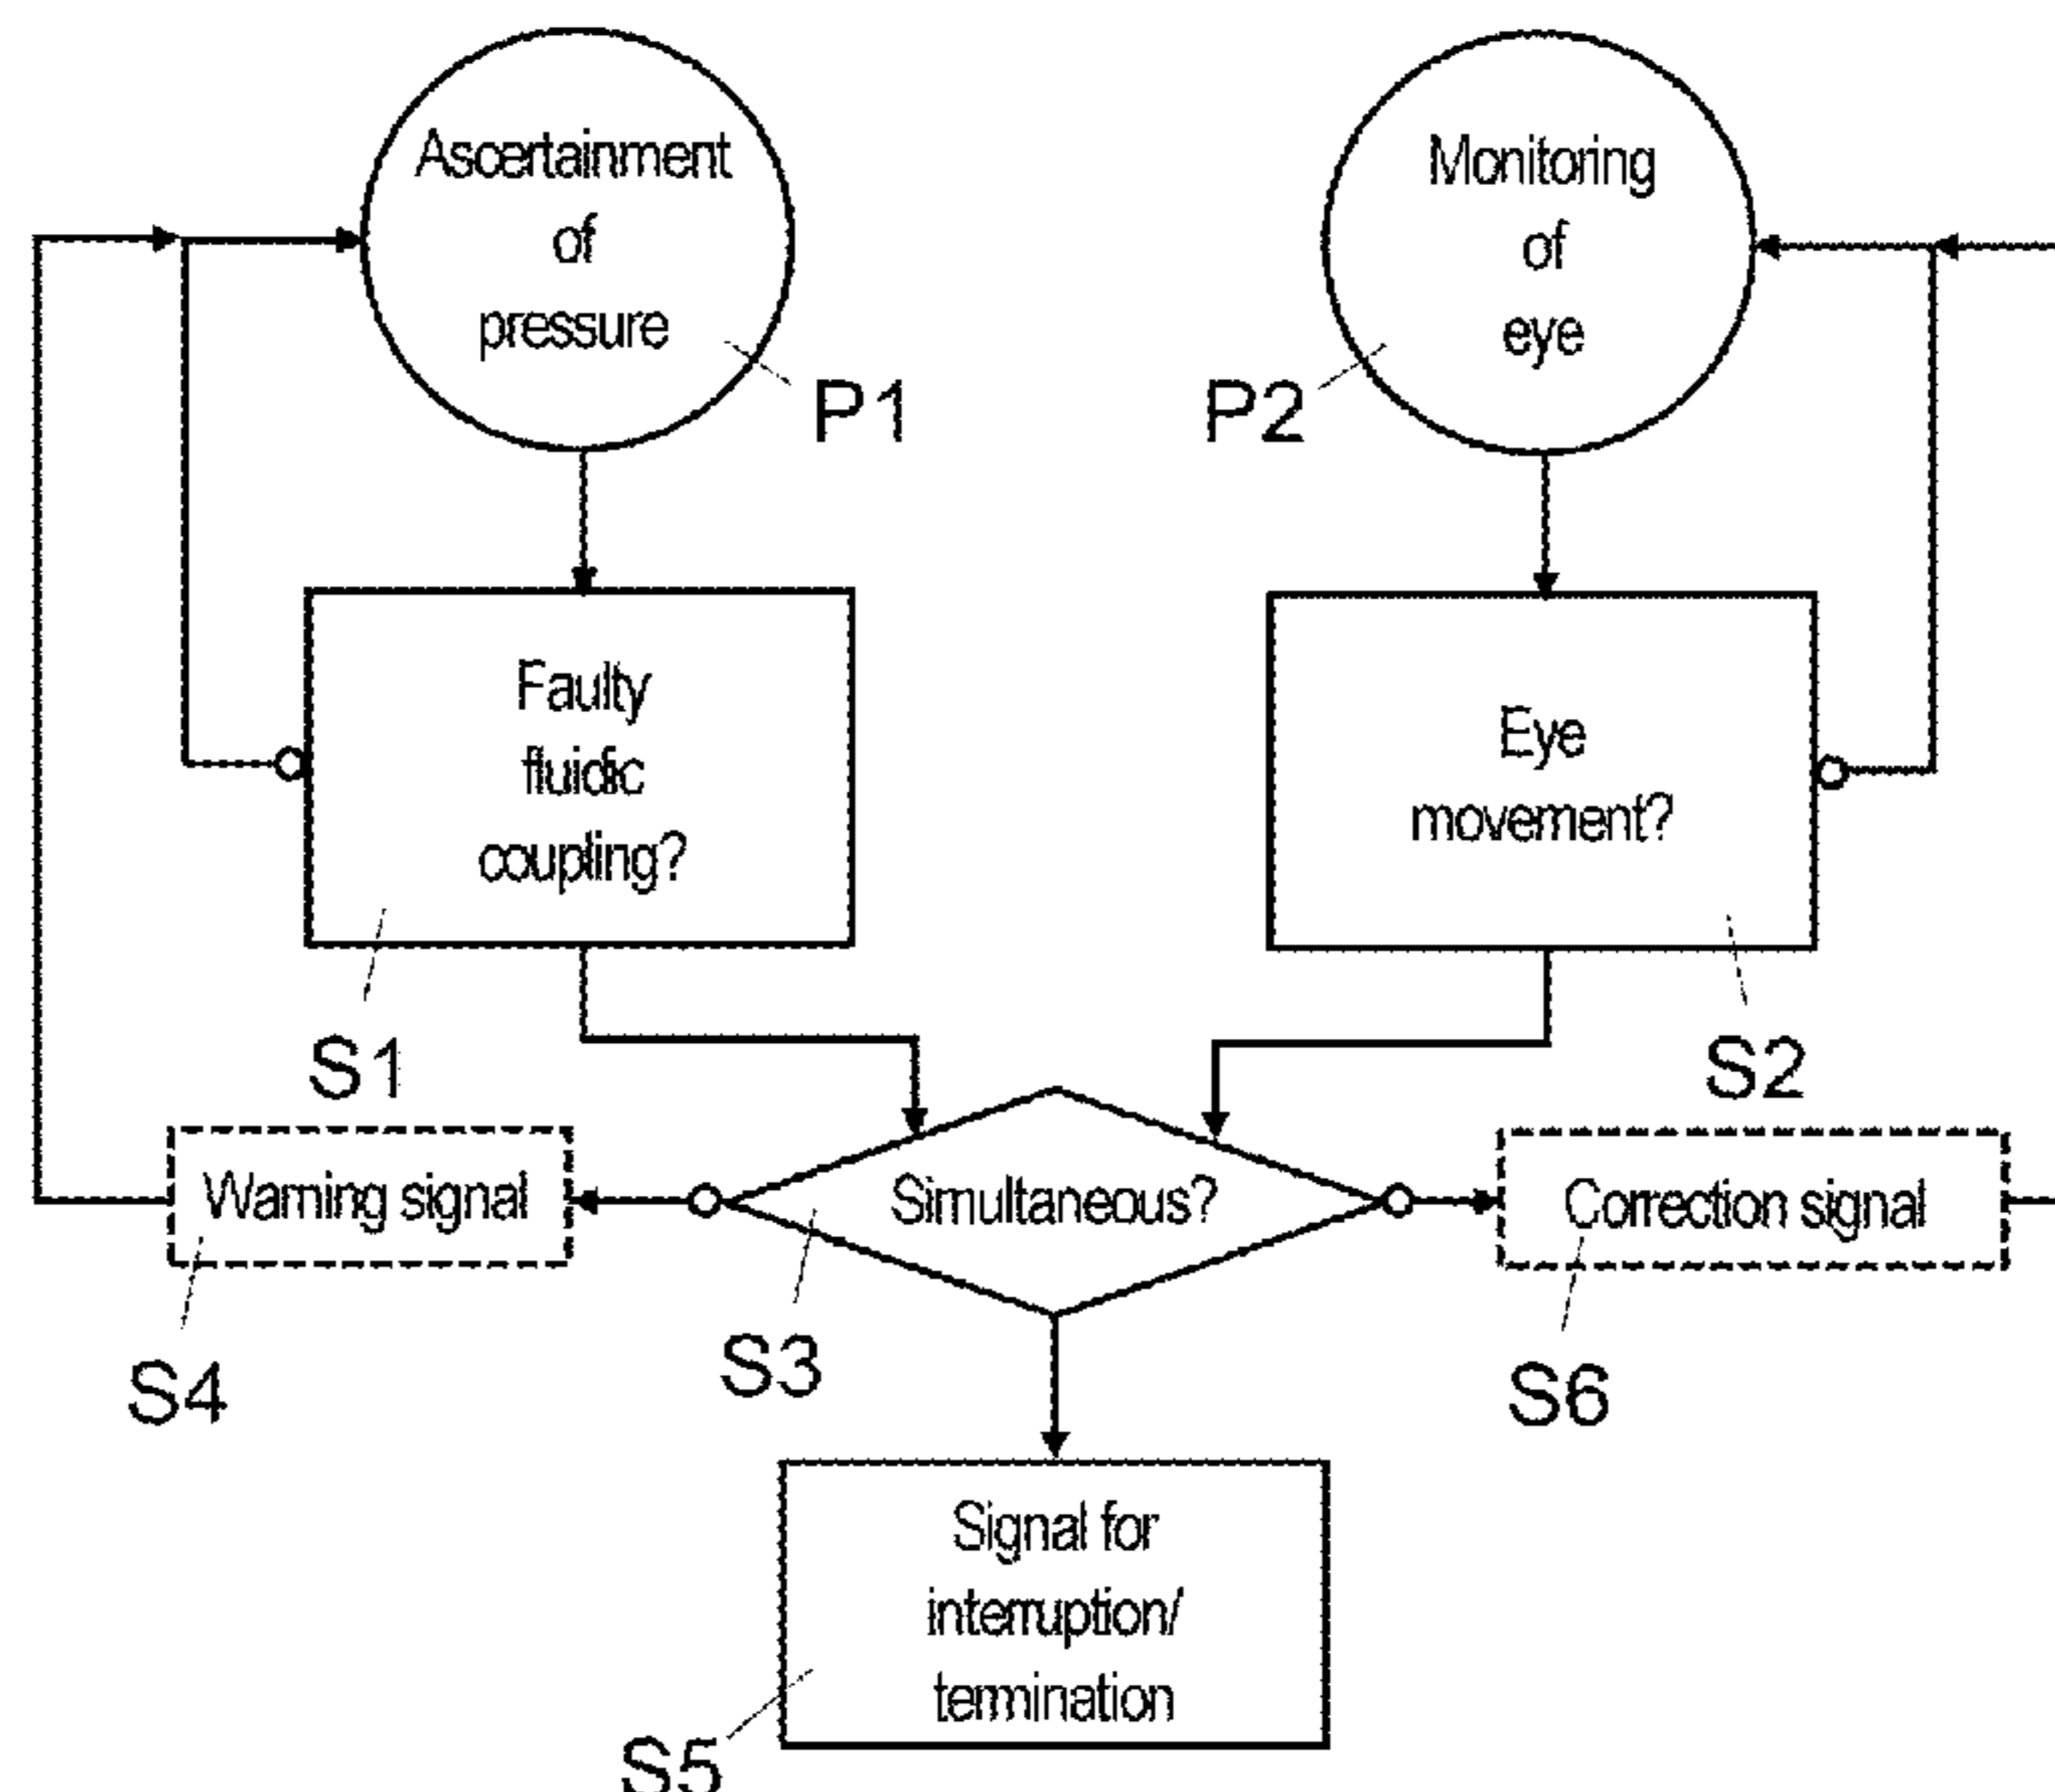 Ascertainment
of
pressure
P1
Monitoring
of
eye
P2
Faulty
fluidic
coupling?
S1
Eye
movement?
S2
Warning signal
S4
Simultaneous?
S3
Correction signal
S6
Signal for
interruption/
termination
S5